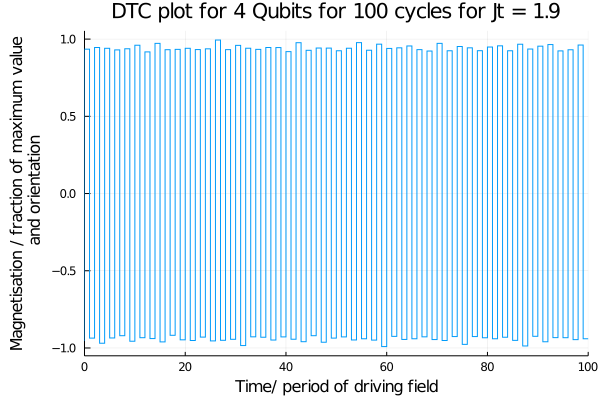 DTC plot for 4 Qubits for 100 cycles for Jt = 1.9
Magnetisation / fraction of maximum value
and orientation
1.0
0.5
0.0
−0.5
−1.0
0 20 40 60 80 100
Time/ period of driving field